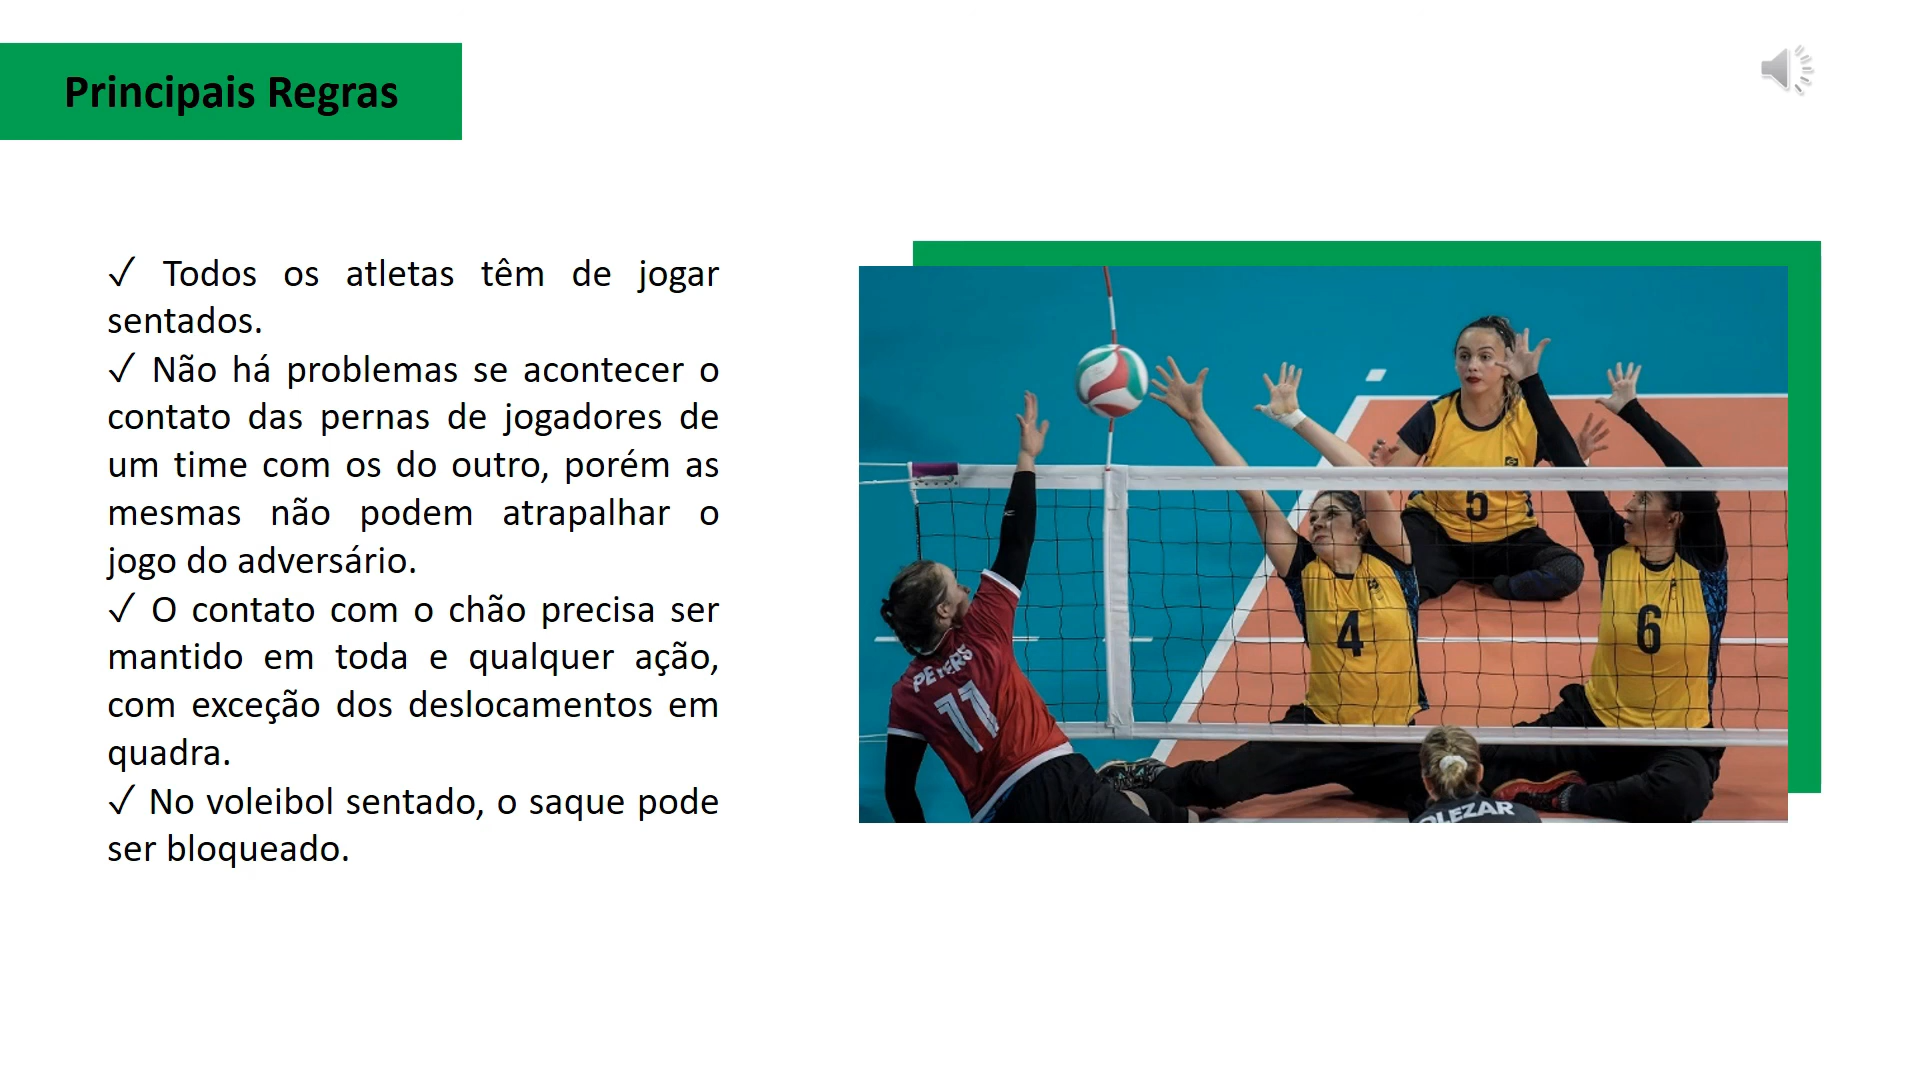 Principais Regras
✓ Todos os atletas têm de jogar
sentados.
✓ Não há problemas se acontecer o
contato das pernas de jogadores de
um time com os do outro, porém as
mesmas não podem atrapalhar o
jogo do adversário.
✓ O contato com o chão precisa ser
mantido em toda e qualquer ação,
com exceção dos deslocamentos em
quadra.
✓ No voleibol sentado, o saque pode
ser bloqueado.
5
4
6
PETERS
11
OLEZAR